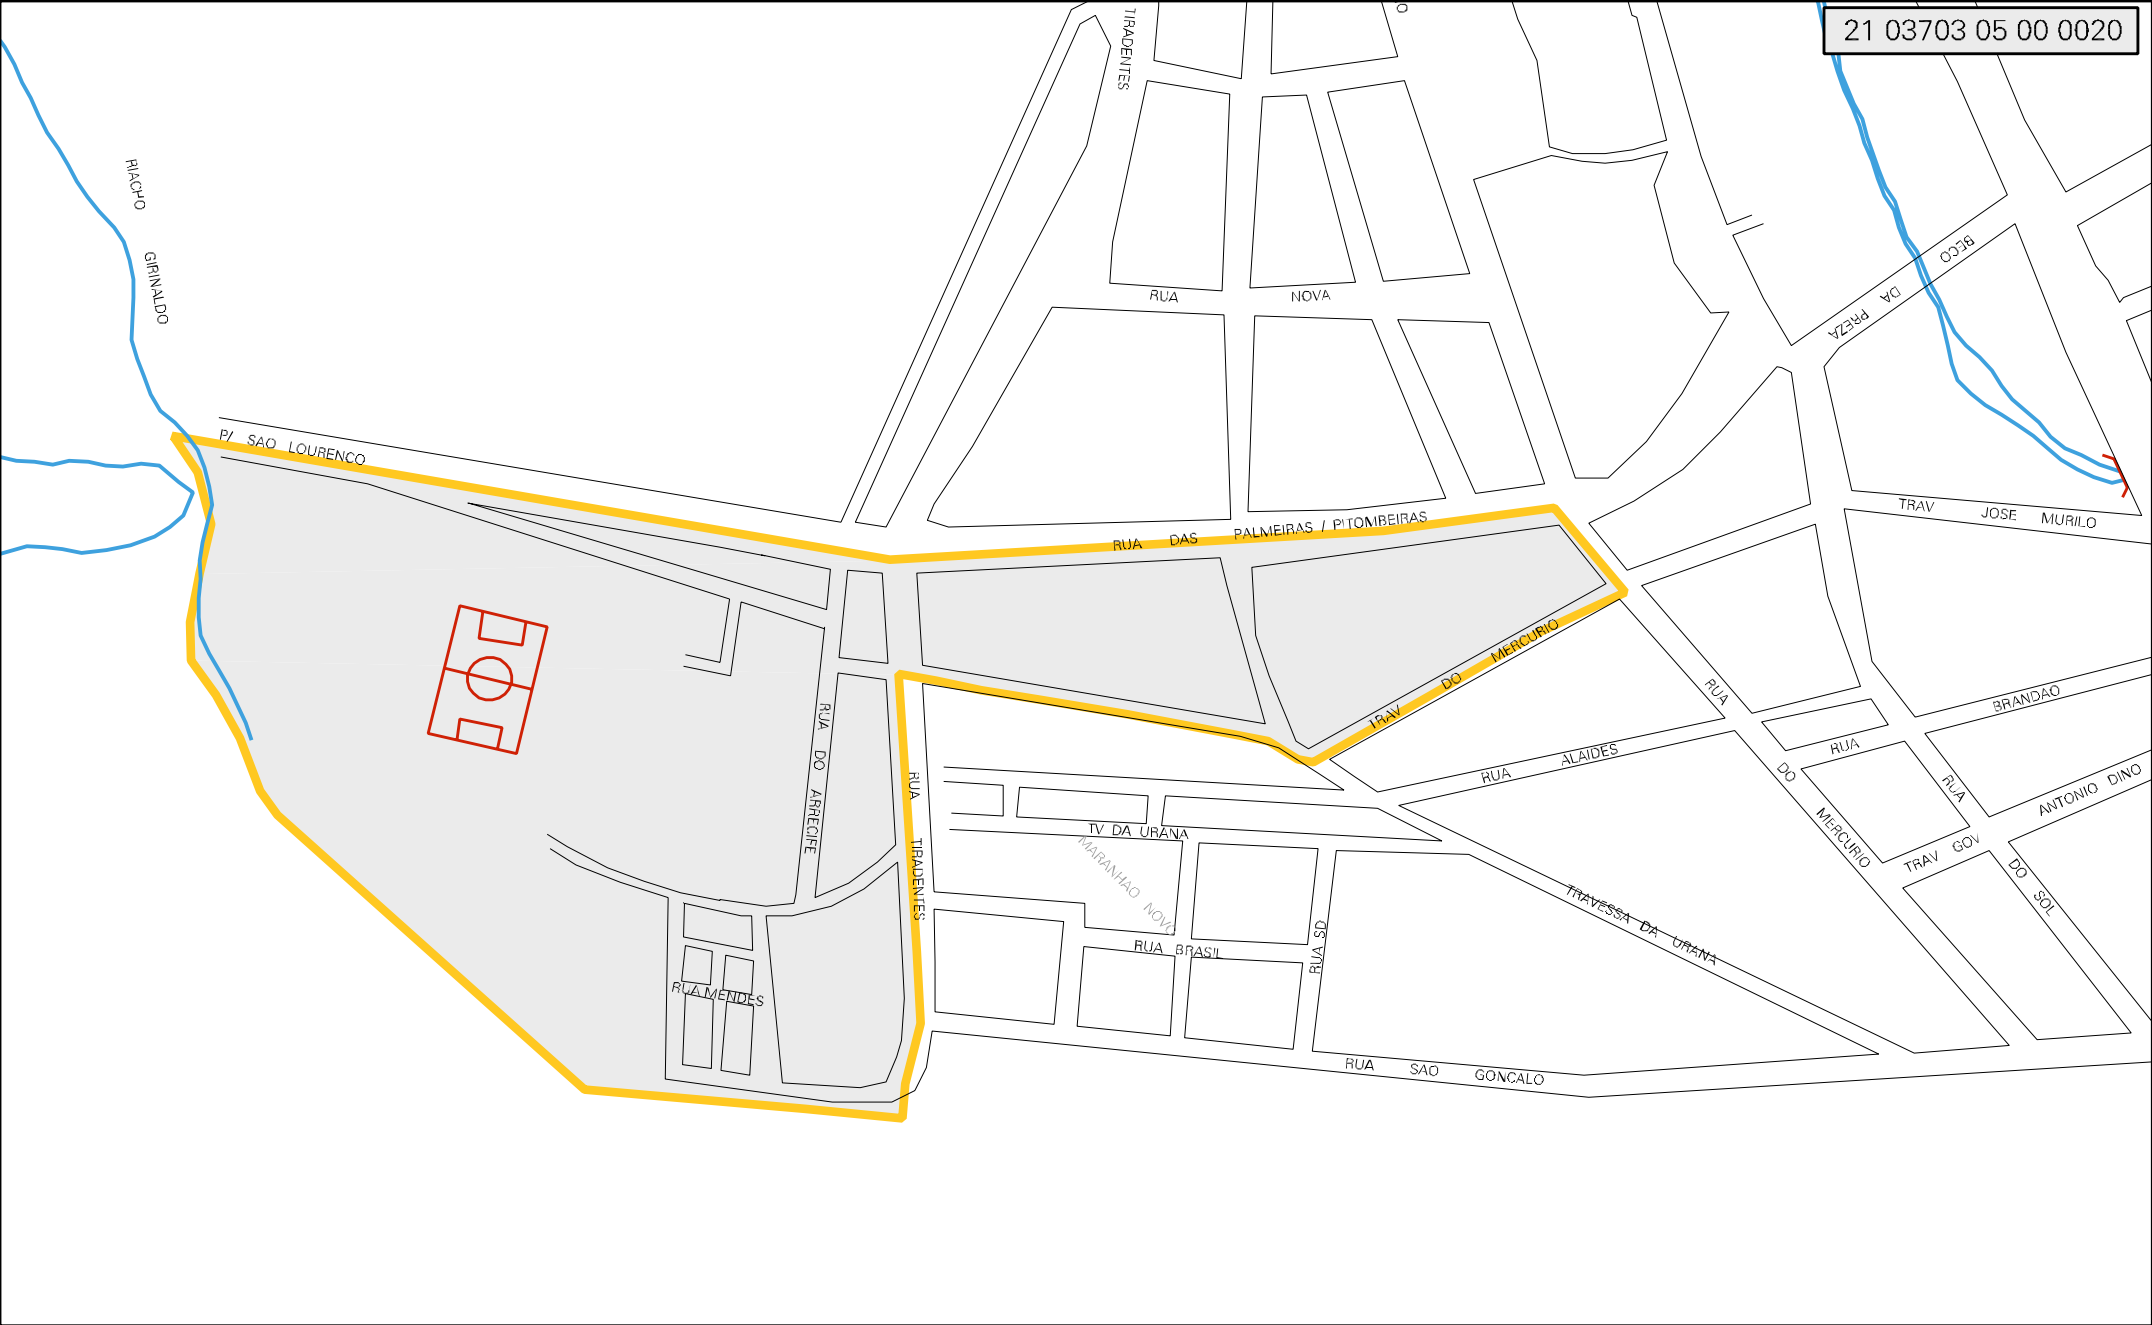 TIRADENTES
21 03703 05 00 0020
RIACHO
GIRINALDO
BECO
DA
PREZA
RUA NOVA
P/ SAO LOURENCO
RUA DAS PALMEIRAS / PITOMBEIRAS
TRAV JOSE MURILO
TRAV DO MERCURIO
RUA DO ARRECIFE
RUA TIRADENTES
RUA DO MERCURIO
RUA ALAIDES
RUA BRANDAO
RUA DO SOL
TRAV GOV ANTONIO DINO
TV DA URANA
MARANHAO NOVO
RUA BRASIL
RUA SD
TRAVESSA DA URANA
RUA MENDES
RUA SAO GONCALO